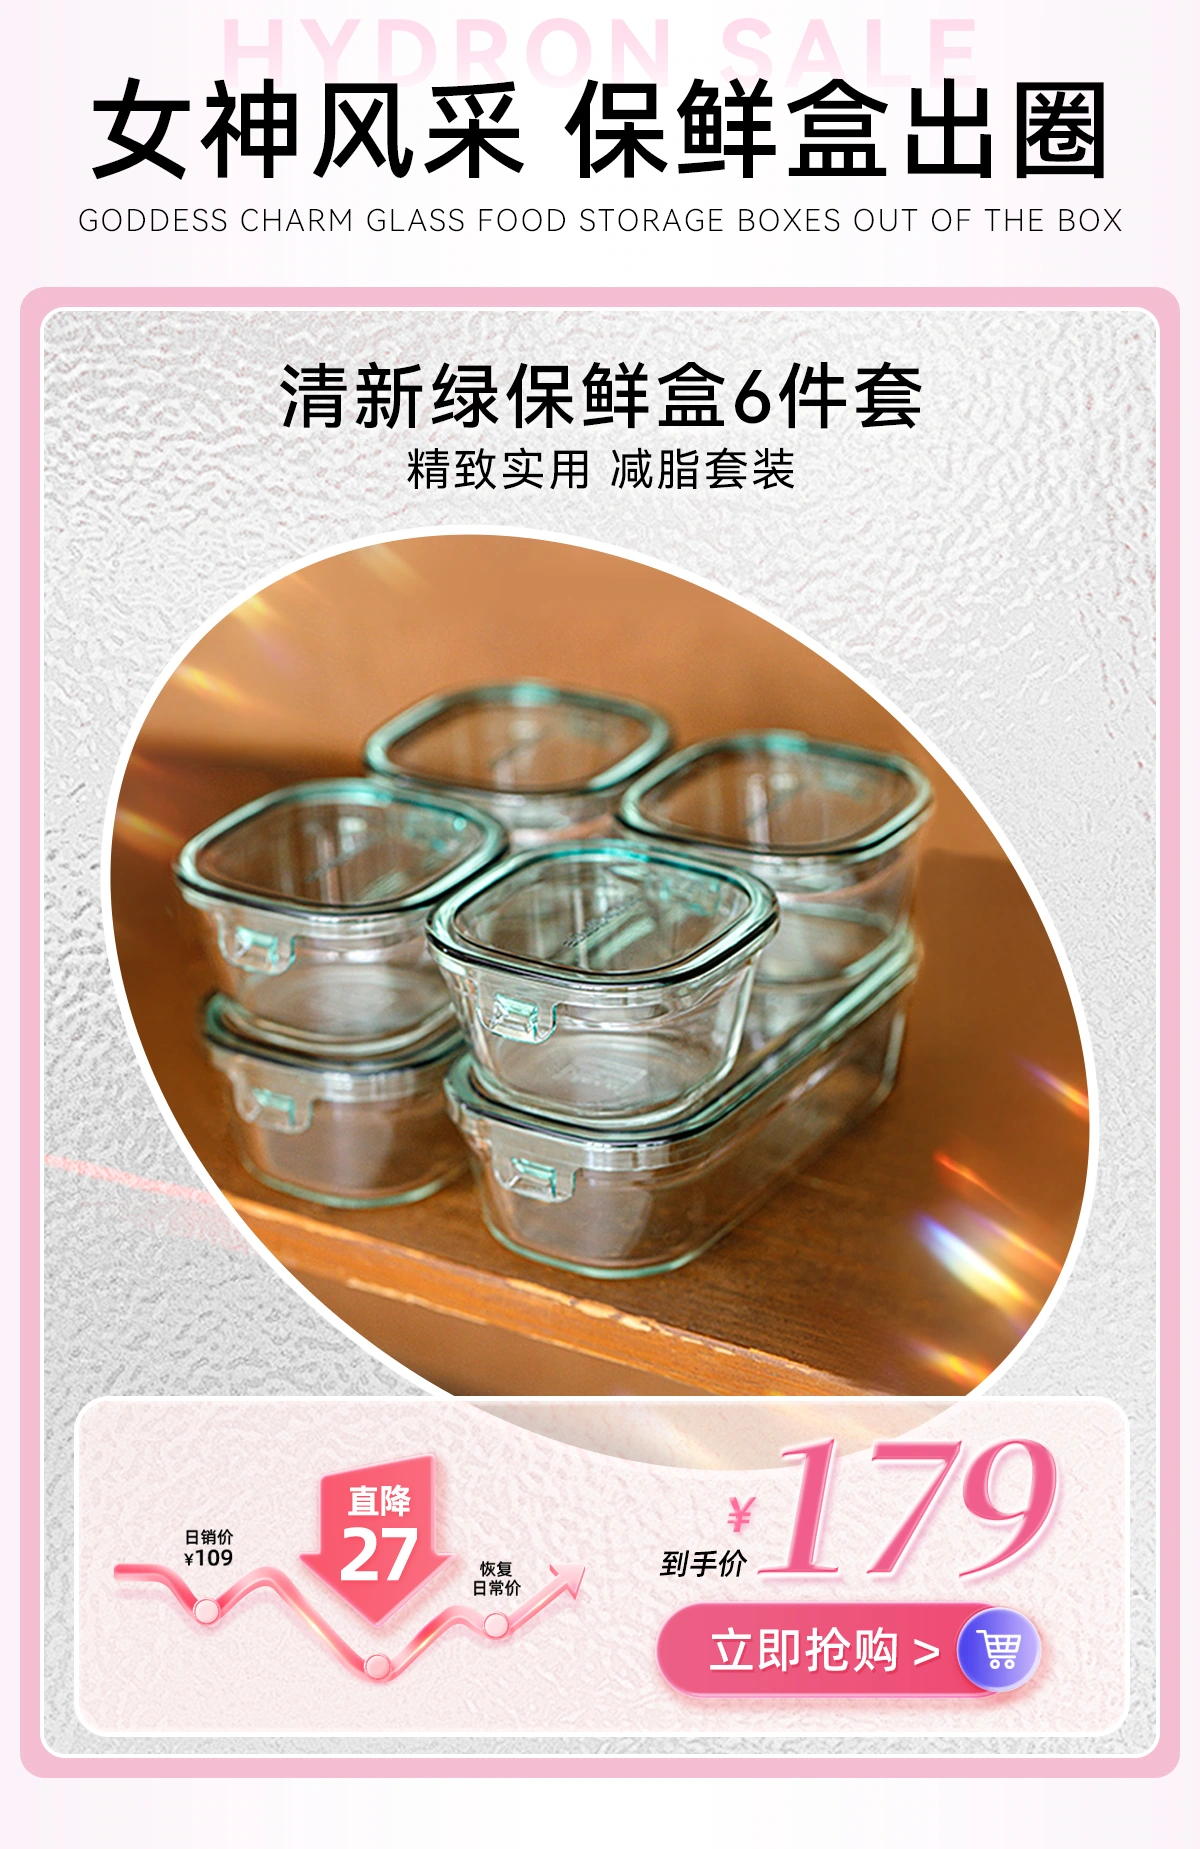 HYDRON SALE
女神风采 保鲜盒出圈
GODDESS CHARM GLASS FOOD STORAGE BOXES OUT OF THE BOX
清新绿保鲜盒6件套
精致实用 减脂套装
日销价
¥109
直降
27
恢复
日常价
¥179
到手价
立即抢购 >